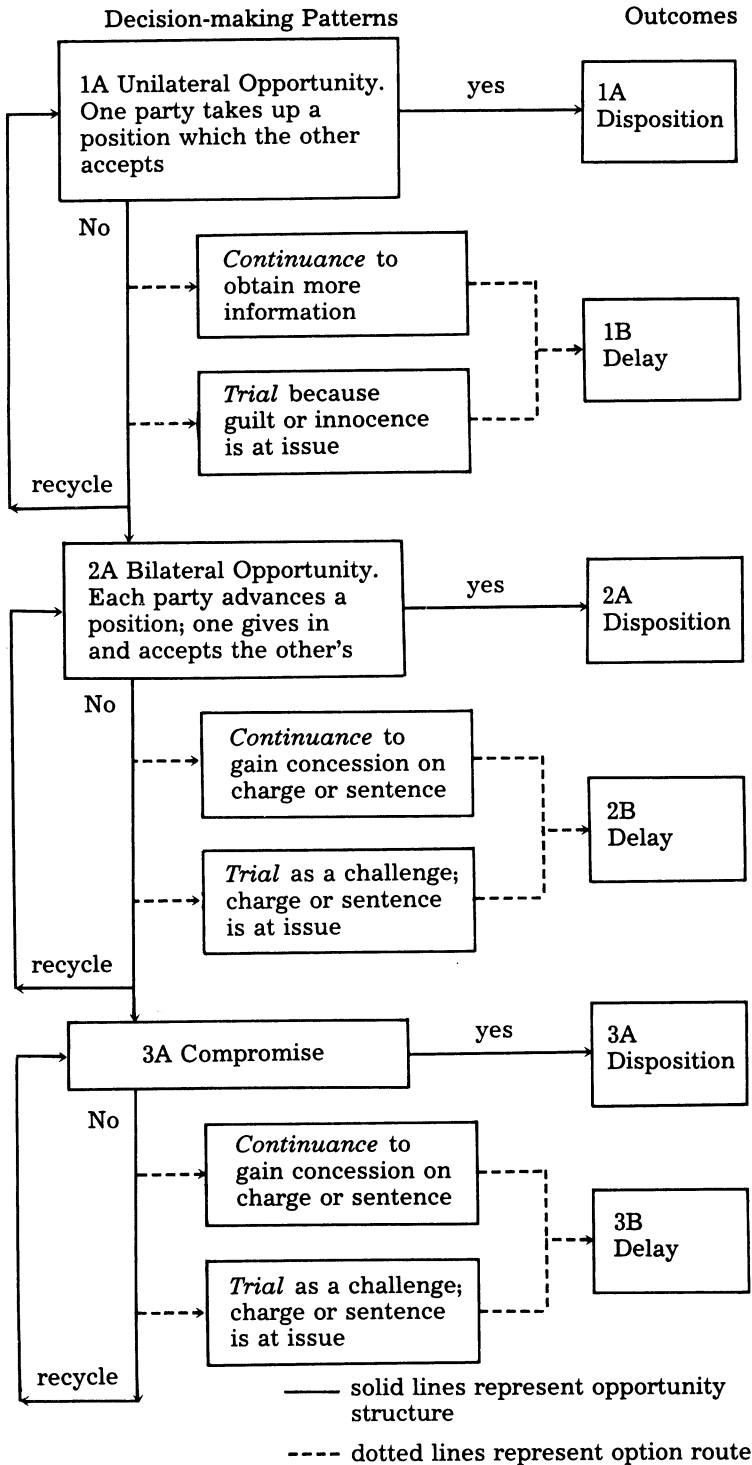 Decision-making Patterns
Outcomes
1A Unilateral Opportunity.
One party takes up a
position which the other
accepts
yes
1A
Disposition
No
Continuance to
obtain more
information
1B
Delay
Trial because
guilt or innocence
is at issue
recycle
2A Bilateral Opportunity.
Each party advances a
position; one gives in
and accepts the other's
yes
2A
Disposition
No
Continuance to
gain concession on
charge or sentence
2B
Delay
Trial as a challenge;
charge or sentence
is at issue
recycle
3A Compromise
yes
3A
Disposition
No
Continuance to
gain concession on
charge or sentence
3B
Delay
Trial as a challenge;
charge or sentence
is at issue
recycle
solid lines represent opportunity
structure
dotted lines represent option route